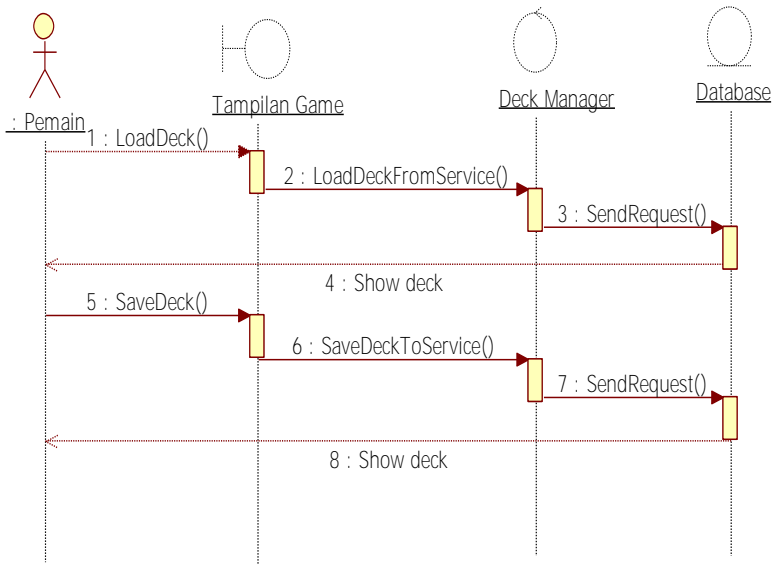 : Pemain
Tampilan Game
Deck Manager
Database
1 : LoadDeck()
2 : LoadDeckFromService()
3 : SendRequest()
4 : Show deck
5 : SaveDeck()
6 : SaveDeckToService()
7 : SendRequest()
8 : Show deck